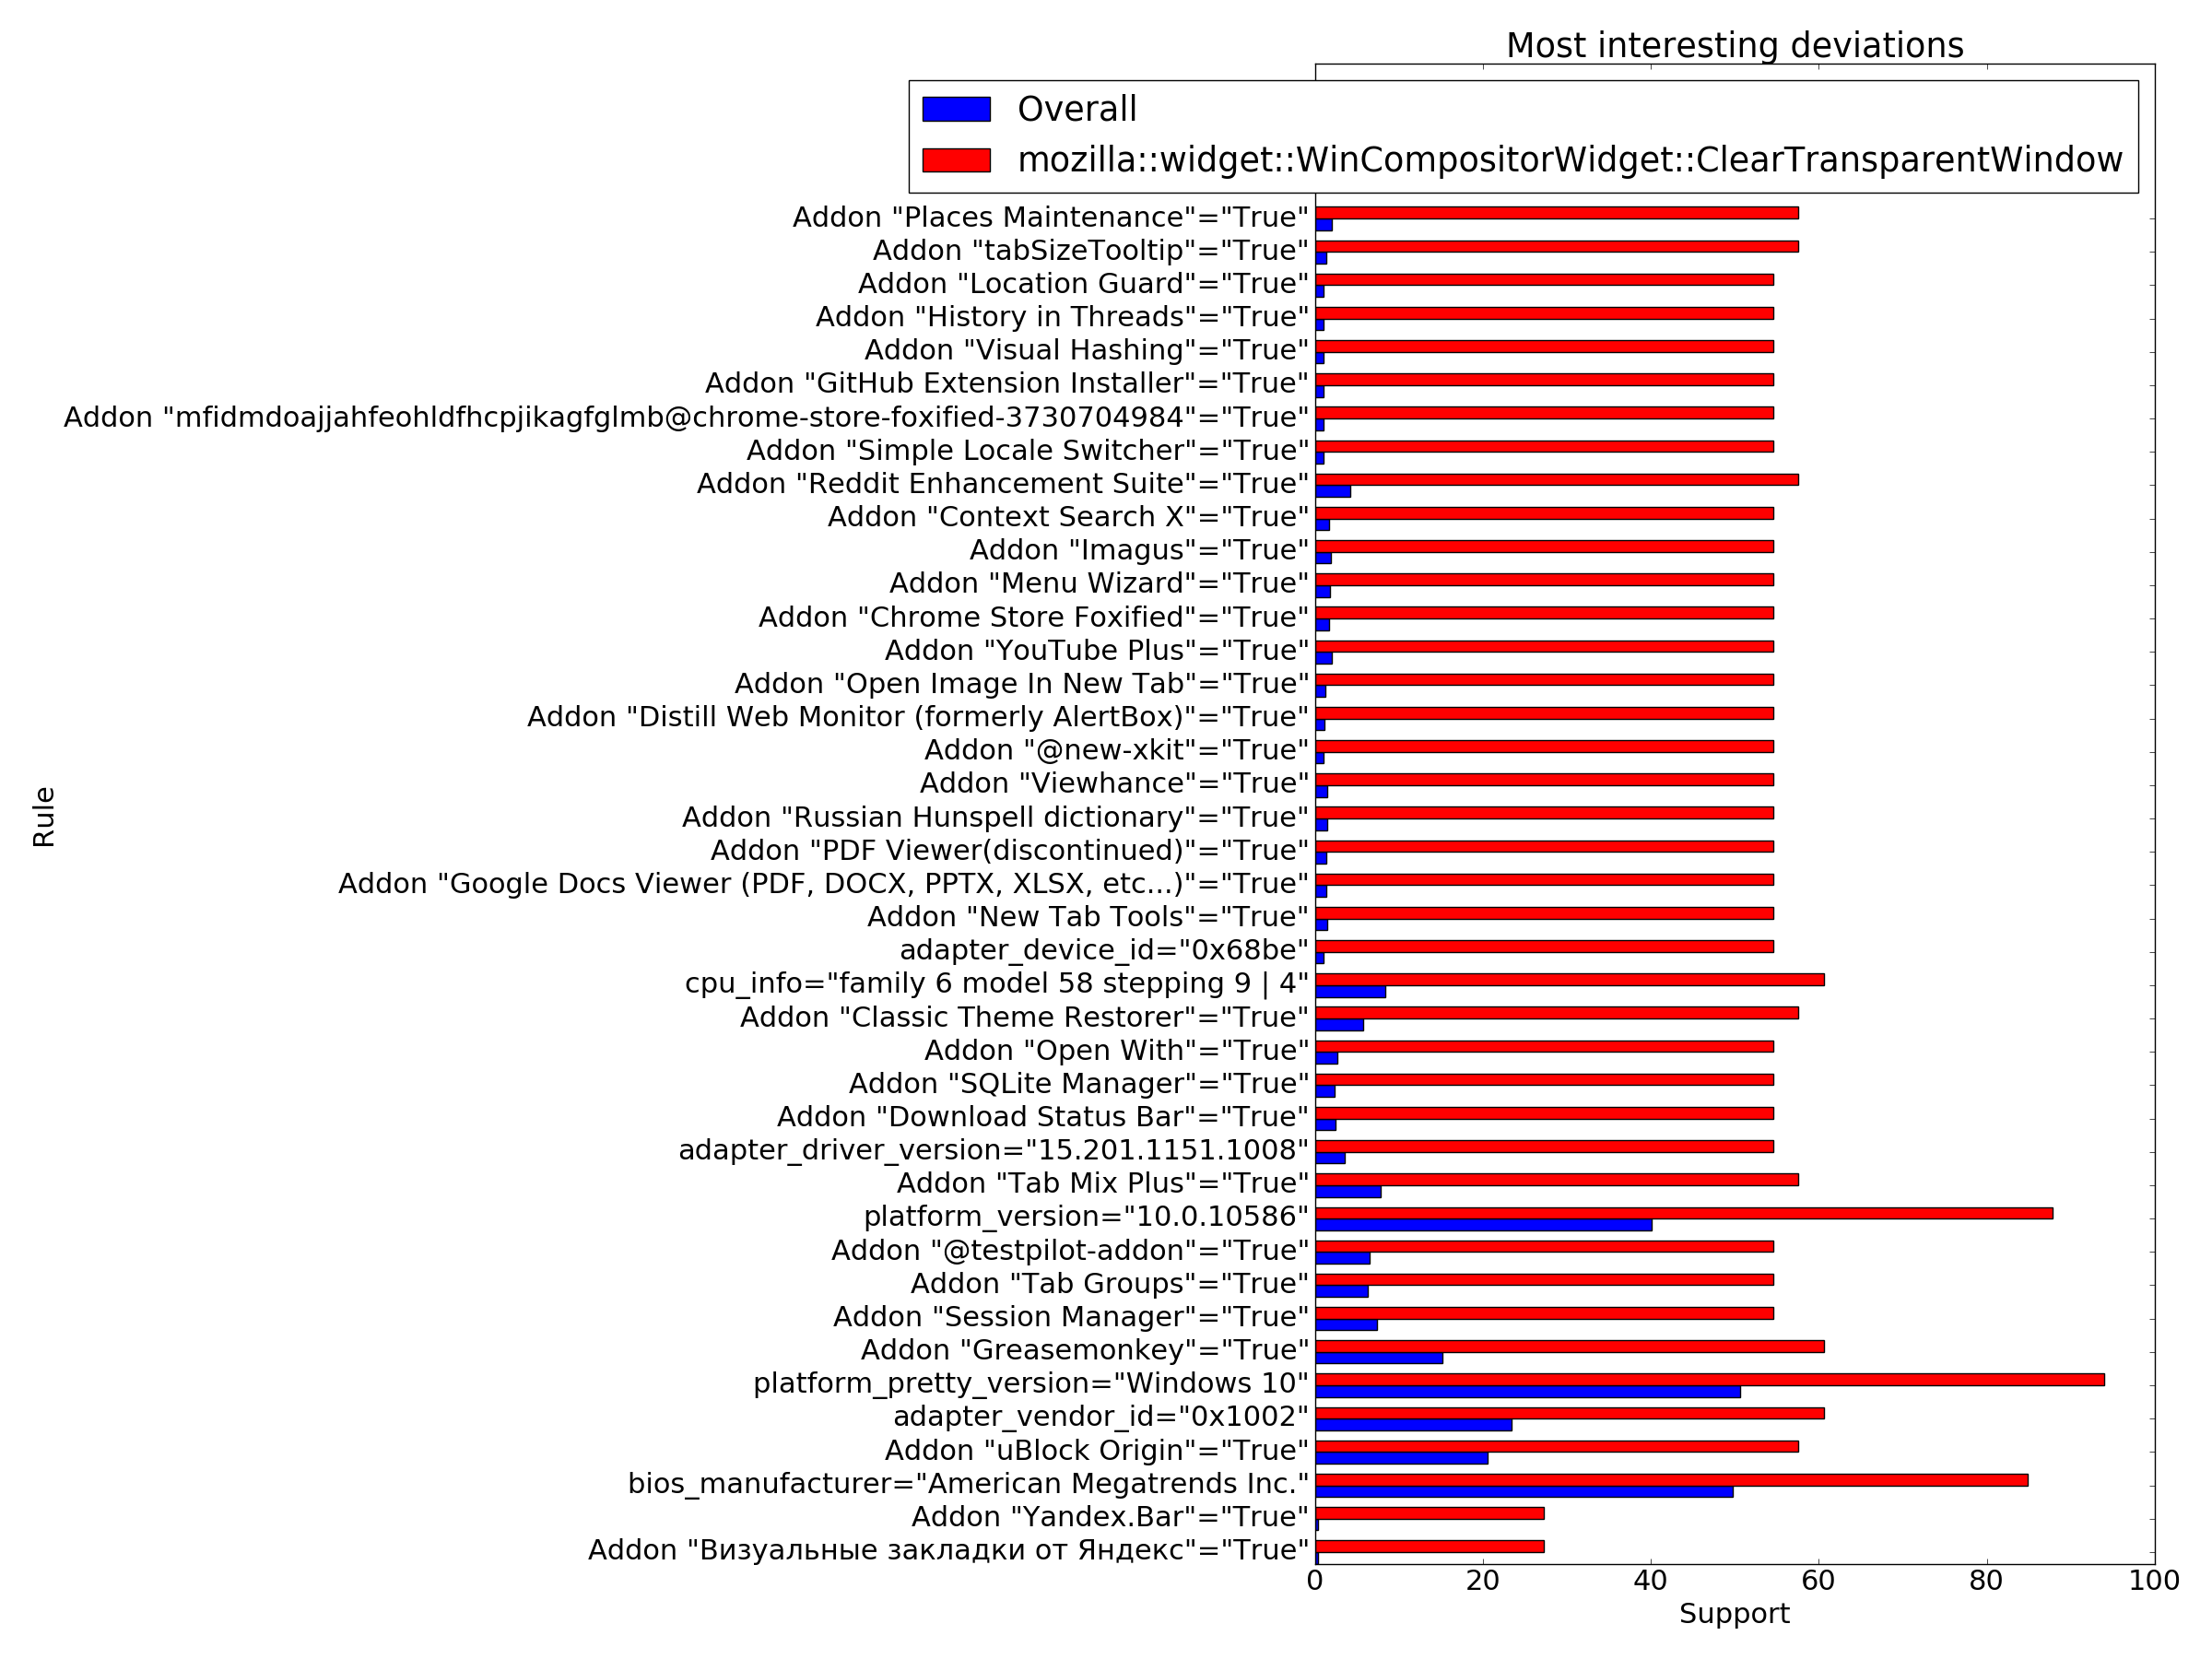 Most interesting deviations
Overall
mozilla::widget::WinCompositorWidget::ClearTransparentWindow
Addon "Places Maintenance"="True"
Addon "tabSizeTooltip"="True"
Addon "Location Guard"="True"
Addon "History in Threads"="True"
Addon "Visual Hashing"="True"
Addon "GitHub Extension Installer"="True"
Addon "mfidmdoajjahfeohldfhcpjikagfglmb@chrome-store-foxified-3730704984"="True"
Addon "Simple Locale Switcher"="True"
Addon "Reddit Enhancement Suite"="True"
Addon "Context Search X"="True"
Addon "Imagus"="True"
Addon "Menu Wizard"="True"
Addon "Chrome Store Foxified"="True"
Addon "YouTube Plus"="True"
Addon "Open Image In New Tab"="True"
Addon "Distill Web Monitor (formerly AlertBox)"="True"
Addon "@new-xkit"="True"
Addon "Viewhance"="True"
Addon "Russian Hunspell dictionary"="True"
Addon "PDF Viewer(discontinued)"="True"
Addon "Google Docs Viewer (PDF, DOCX, PPTX, XLSX, etc...)"="True"
Addon "New Tab Tools"="True"
adapter_device_id="0x68be"
cpu_info="family 6 model 58 stepping 9 | 4"
Addon "Classic Theme Restorer"="True"
Addon "Open With"="True"
Addon "SQLite Manager"="True"
Addon "Download Status Bar"="True"
adapter_driver_version="15.201.1151.1008"
Addon "Tab Mix Plus"="True"
platform_version="10.0.10586"
Addon "@testpilot-addon"="True"
Addon "Tab Groups"="True"
Addon "Session Manager"="True"
Addon "Greasemonkey"="True"
platform_pretty_version="Windows 10"
adapter_vendor_id="0x1002"
Addon "uBlock Origin"="True"
bios_manufacturer="American Megatrends Inc."
Addon "Yandex.Bar"="True"
Addon "Визуальные закладки от Яндекс"="True"
Rule
0 20 40 60 80 100
Support